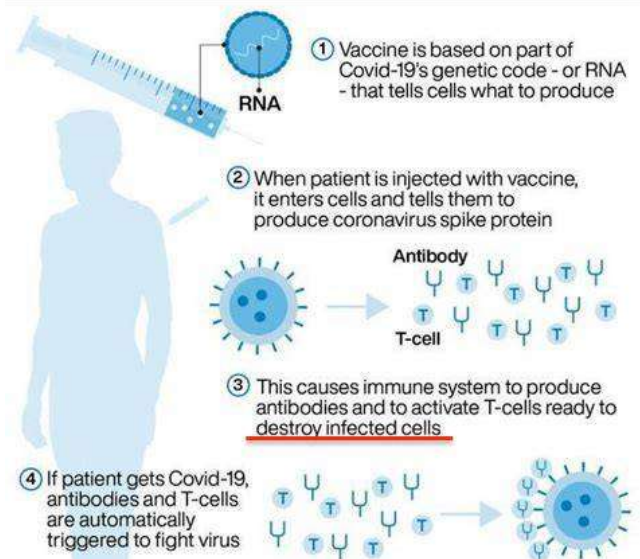 ① Vaccine is based on part of
Covid-19's genetic code - or RNA
- that tells cells what to produce
RNA
② When patient is injected with vaccine,
it enters cells and tells them to
produce coronavirus spike protein
Antibody
T T T
T T T T
T-cell
③ This causes immune system to produce
antibodies and to activate T-cells ready to
destroy infected cells
④ If patient gets Covid-19,
antibodies and T-cells
are automatically
triggered to fight virus
T T T
T T T T